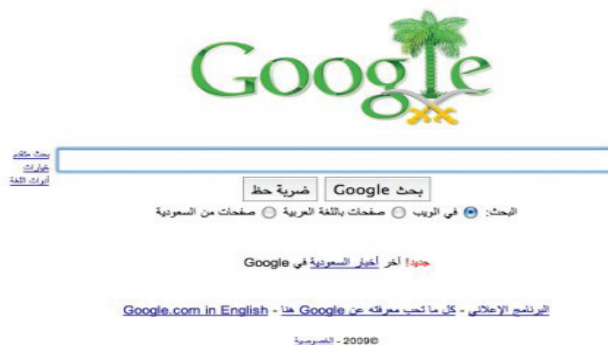 Google
بحث متقدم
خيارات
أدوات اللغة
بحث Google ضربة حظ
البحث: في الويب صفحات باللغة العربية صفحات من السعودية
جديد! آخر أخبار السعودية في Google
البرنامج الإعلاني - كل ما تحب معرفته عن Google هنا - Google.com in English
©2009 - الخصوصية